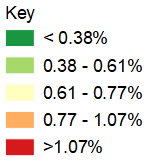 Key
< 0.38%
0.38 - 0.61%
0.61 - 0.77%
0.77 - 1.07%
>1.07%